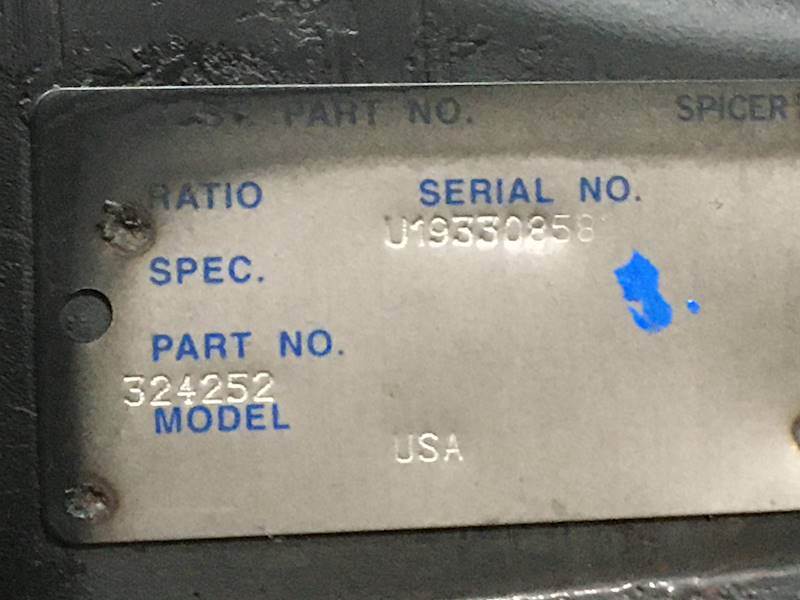 PART NO. SPICER
RATIO SERIAL NO.
U19330858
SPEC.
PART NO.
324252
MODEL
USA